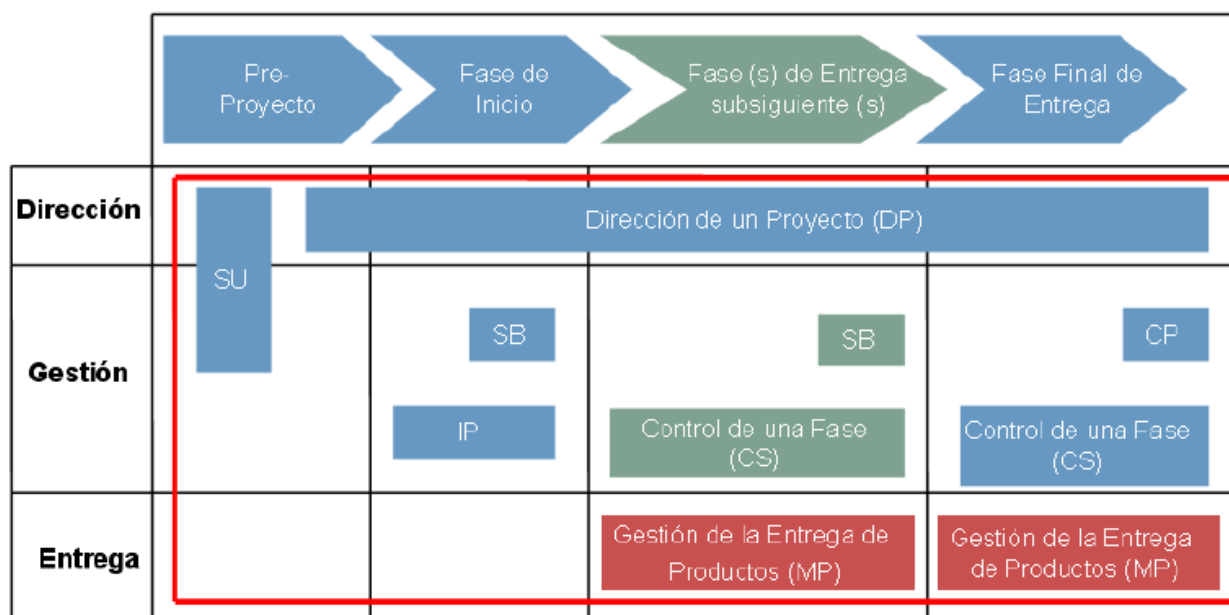 Pre-
Proyecto
Fase de
Inicio
Fase (s) de Entrega
subsiguiente (s)
Fase Final de
Entrega
Dirección
Dirección de un Proyecto (DP)
SU
Gestión
SB
SB
CP
IP
Control de una Fase
(CS)
Control de una Fase
(CS)
Entrega
Gestión de la Entrega de
Productos (MP)
Gestión de la Entrega
de Productos (MP)